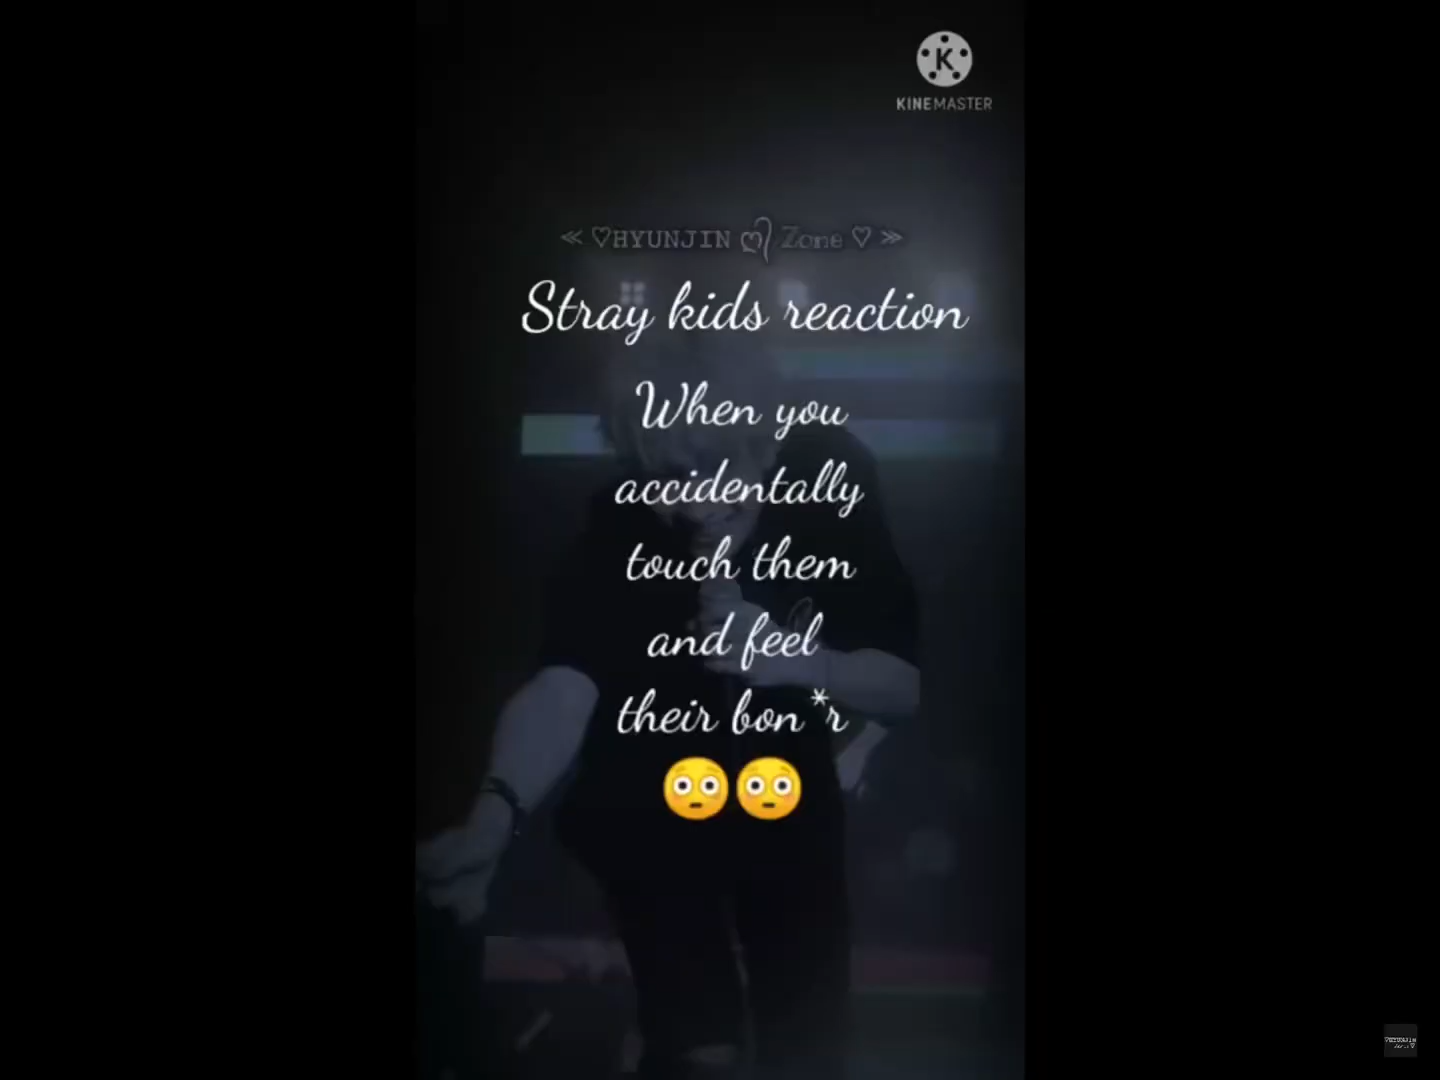 KINEMASTER
≪ ♡HYUNJIN ღ᭄ Zone ♡ ≫
Stray kids reaction
When you
accidentally
touch them
and feel
their bon*r
😳😳